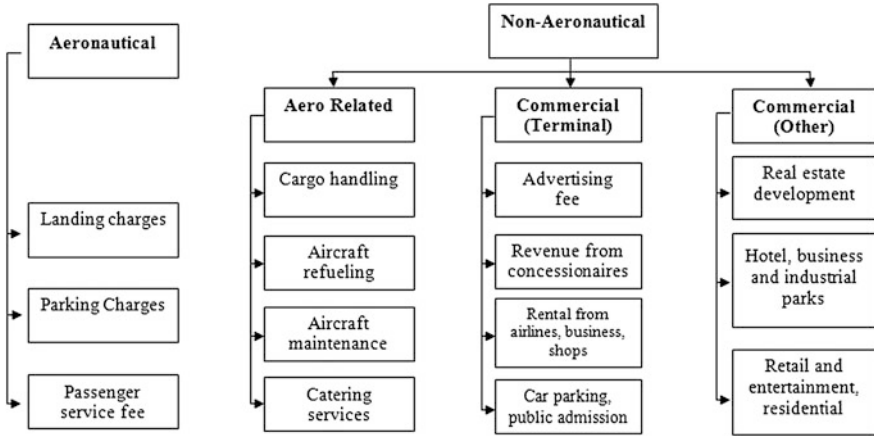 Aeronautical
Landing charges
Parking Charges
Passenger
service fee
Non-Aeronautical
Aero Related
Cargo handling
Aircraft
refueling
Aircraft
maintenance
Catering
services
Commercial
(Terminal)
Advertising
fee
Revenue from
concessionaires
Rental from
airlines, business,
shops
Car parking,
public admission
Commercial
(Other)
Real estate
development
Hotel, business
and industrial
parks
Retail and
entertainment,
residential